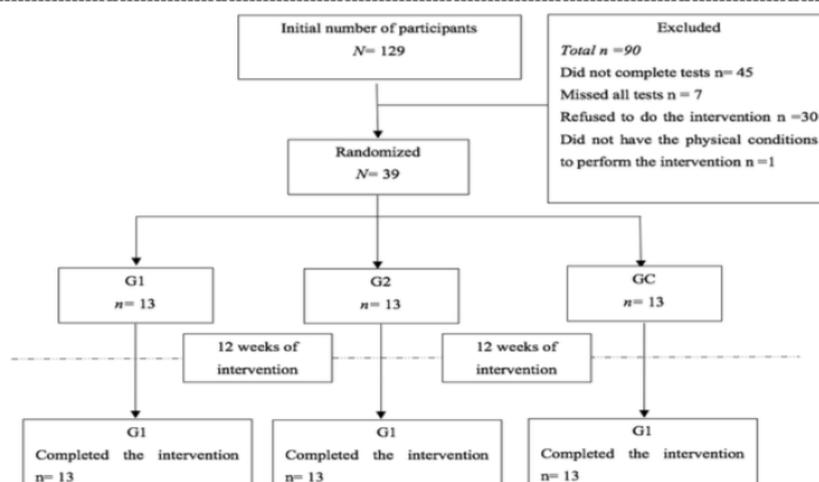 Initial number of participants
N= 129
Excluded
Total n =90
Did not complete tests n= 45
Missed all tests n = 7
Refused to do the intervention n =30
Did not have the physical conditions
to perform the intervention n =1
Randomized
N= 39
G1
n= 13
G2
n= 13
GC
n= 13
12 weeks of
intervention
12 weeks of
intervention
G1
Completed the intervention
n= 13
G1
Completed the intervention
n= 13
G1
Completed the intervention
n= 13